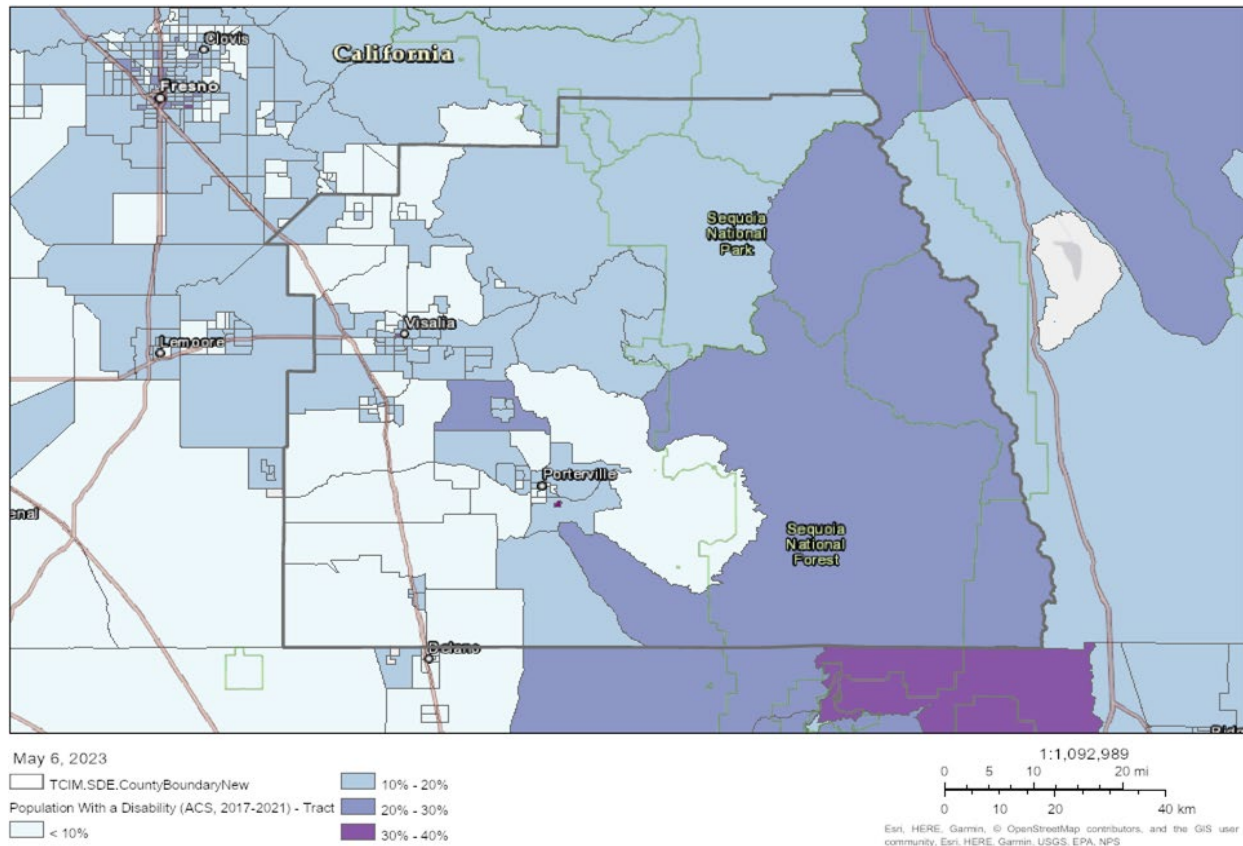 Clovis
California
Fresno
Sequoia
National
Park
Visalia
Lemoore
Porterville
enal
Sequoia
National
Forest
Delano
May 6, 2023
TCIM.SDE.CountyBoundaryNew
Population With a Disability (ACS, 2017-2021) - Tract
< 10%
10% - 20%
20% - 30%
30% - 40%
1:1,092,989
0 5 10 20 mi
0 10 20 40 km
Esri, HERE, Garmin, © OpenStreetMap contributors, and the GIS user
community, Esri, HERE, Garmin, USGS, EPA, NPS